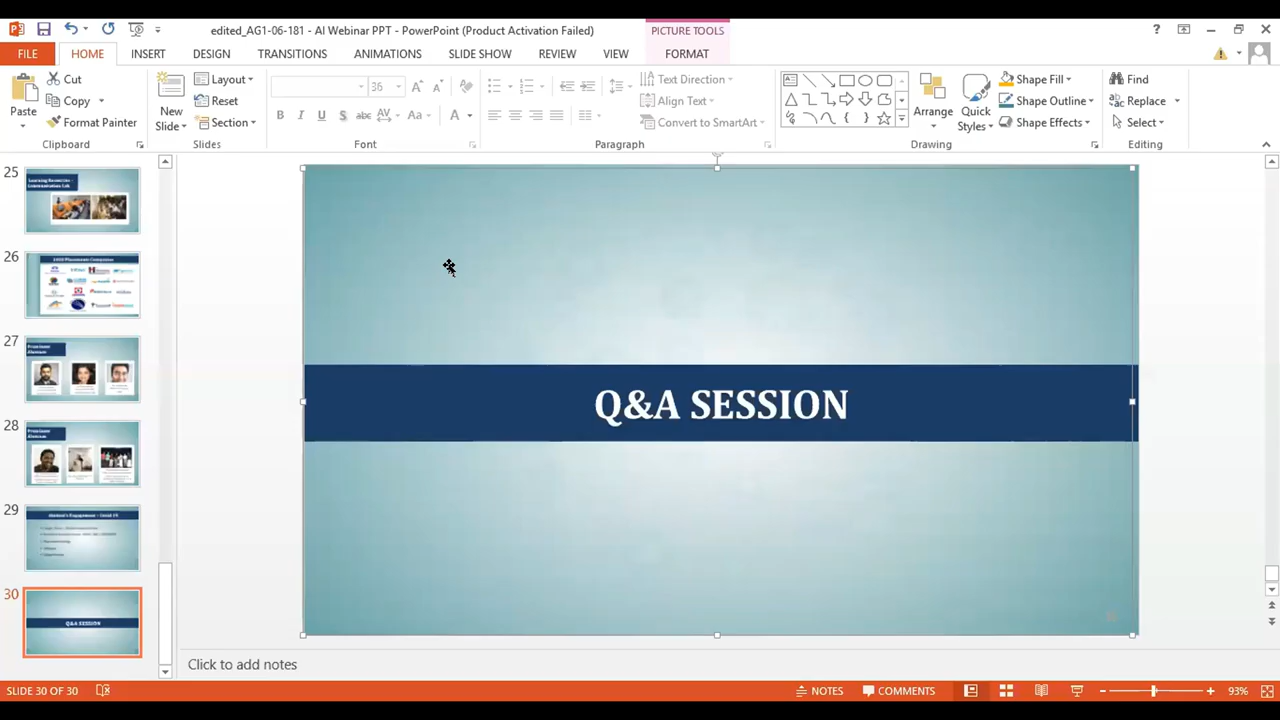 edited_AG1-06-181 - AI Webinar PPT - PowerPoint (Product Activation Failed)
PICTURE TOOLS
FILE HOME INSERT DESIGN TRANSITIONS ANIMATIONS SLIDE SHOW REVIEW VIEW FORMAT
Paste
Cut
Copy
Format Painter
Clipboard
New Slide
Layout
Reset
Section
Slides
36
Font
Text Direction
Align Text
Convert to SmartArt
Paragraph
Arrange
Quick Styles
Shape Fill
Shape Outline
Shape Effects
Drawing
Find
Replace
Select
Editing
25
26
27
28
29
30
Q&A SESSION
Q&A SESSION
Click to add notes
SLIDE 30 OF 30
NOTES
COMMENTS
93%